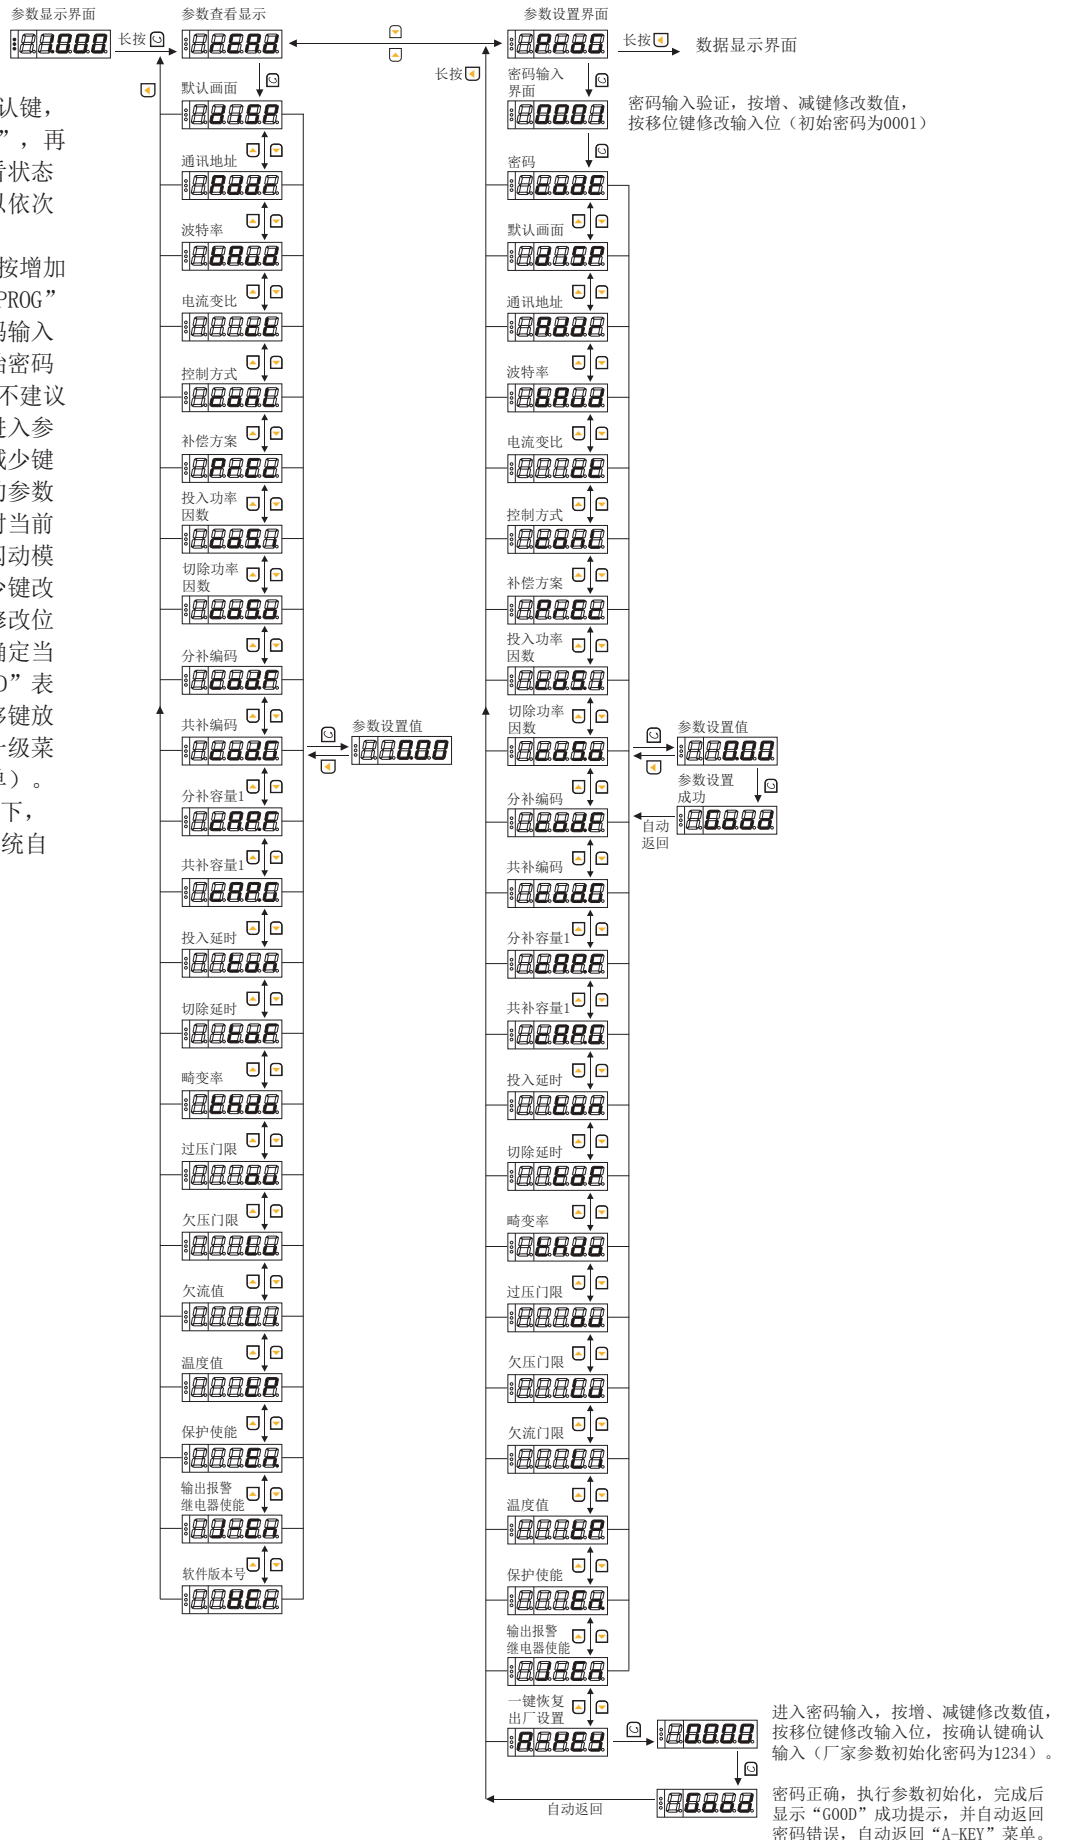 参数显示界面
长按
参数查看显示
参数设置界面
长按
数据显示界面
长按
认键,
”，再
看状态
以依次
按增加
PROG”
码输入
始密码
不建议
进入参
减少键
的参数
时当前
闪动模
少键改
修改位
确定当
D”表
移键放
一级菜
单）。
下，
统自
默认画面
通讯地址
波特率
电流变比
控制方式
补偿方案
投入功率
因数
切除功率
因数
分补编码
共补编码
分补容量1
共补容量1
投入延时
切除延时
畸变率
过压门限
欠压门限
欠流值
温度值
保护使能
输出报警
继电器使能
软件版本号
参数设置值
密码输入
界面
0001
密码输入验证，按增、减键修改数值，
按移位键修改输入位（初始密码为0001）
密码
默认画面
通讯地址
波特率
电流变比
控制方式
补偿方案
投入功率
因数
切除功率
因数
分补编码
共补编码
分补容量1
共补容量1
投入延时
切除延时
畸变率
过压门限
欠压门限
欠流门限
温度值
保护使能
输出报警
继电器使能
一键恢复
出厂设置
参数设置值
参数设置
成功
自动
返回
0000
进入密码输入，按增、减键修改数值，
按移位键修改输入位，按确认键确认
输入（厂家参数初始化密码为1234）。
自动返回
密码正确，执行参数初始化，完成后
显示“GOOD”成功提示，并自动返回
密码错误，自动返回“A-KEY”菜单。